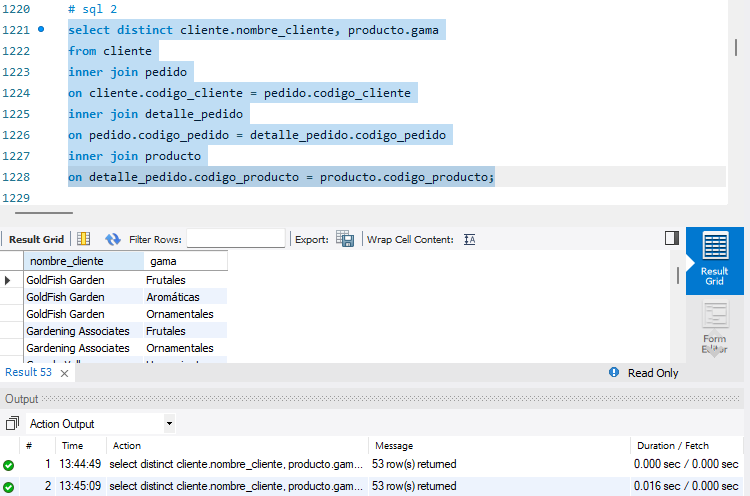 1220 # sql 2
1221 select distinct cliente.nombre_cliente, producto.gama
1222 from cliente
1223 inner join pedido
1224 on cliente.codigo_cliente = pedido.codigo_cliente
1225 inner join detalle_pedido
1226 on pedido.codigo_pedido = detalle_pedido.codigo_pedido
1227 inner join producto
1228 on detalle_pedido.codigo_producto = producto.codigo_producto;
1229
Result Grid Filter Rows: Export: Wrap Cell Content:
nombre_cliente gama
GoldFish Garden Frutales
GoldFish Garden Aromáticas
GoldFish Garden Ornamentales
Gardening Associates Frutales
Gardening Associates Ornamentales
Result Grid
Form Editor
Result 53 Read Only
Output
Action Output
# Time Action Message Duration / Fetch
1 13:44:49 select distinct cliente.nombre_cliente, producto.gam... 53 row(s) returned 0.000 sec / 0.000 sec
2 13:45:09 select distinct cliente.nombre_cliente, producto.gam... 53 row(s) returned 0.016 sec / 0.000 sec